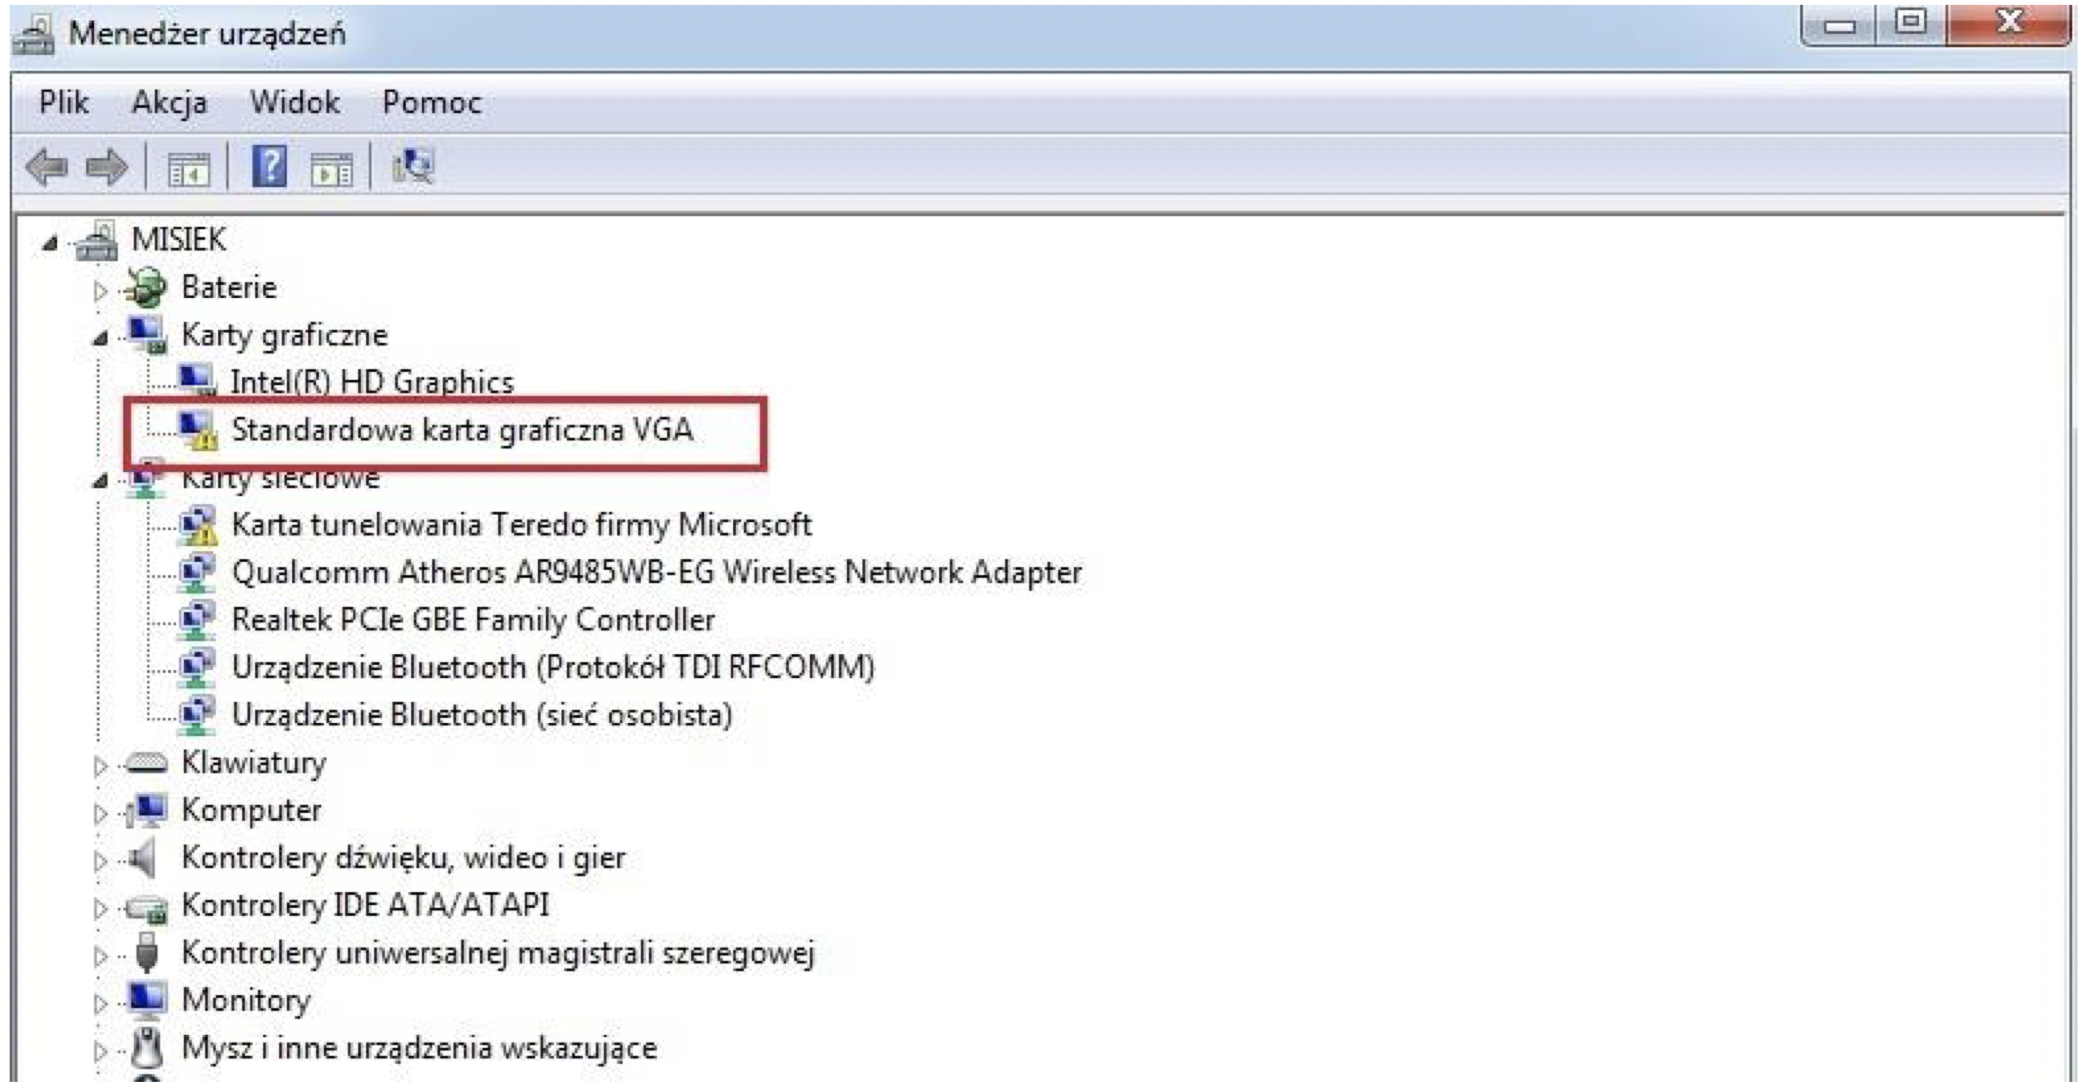 Menedżer urządzeń
Plik Akcja Widok Pomoc
MISIEK
Baterie
Karty graficzne
Intel(R) HD Graphics
Standardowa karta graficzna VGA
Karty sieciowe
Karta tunelowania Teredo firmy Microsoft
Qualcomm Atheros AR9485WB-EG Wireless Network Adapter
Realtek PCIe GBE Family Controller
Urządzenie Bluetooth (Protokół TDI RFCOMM)
Urządzenie Bluetooth (sieć osobista)
Klawiatury
Komputer
Kontrolery dźwięku, wideo i gier
Kontrolery IDE ATA/ATAPI
Kontrolery uniwersalnej magistrali szeregowej
Monitory
Mysz i inne urządzenia wskazujące